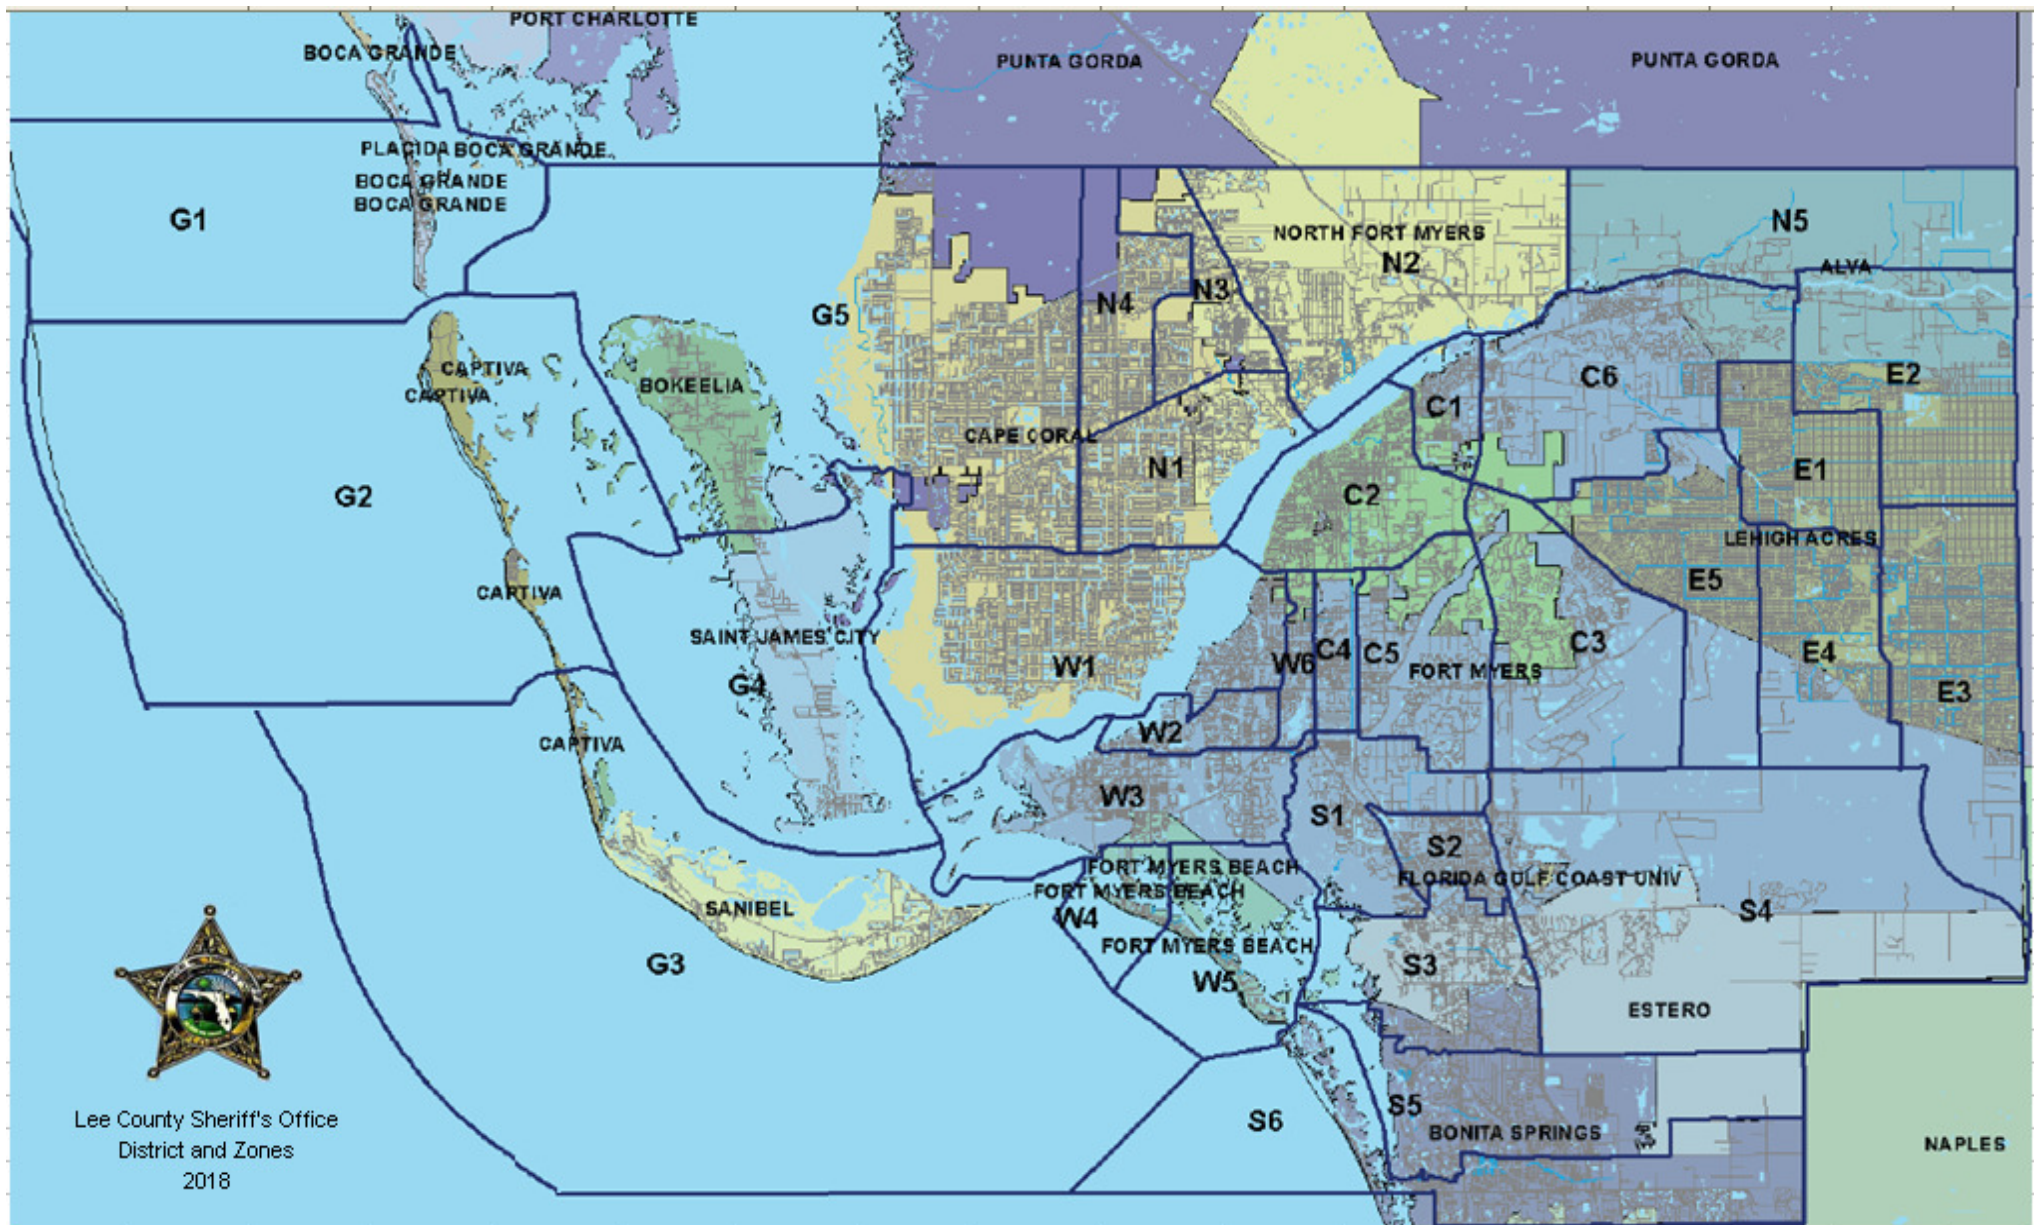 PORT CHARLOTTE
BOCA GRANDE
PUNTA GORDA
PUNTA GORDA
PLACIDA BOCA GRANDE
BOCA GRANDE
BOCA GRANDE
G1
N5
NORTH FORT MYERS
N2
ALVA
N3
N4
G5
CAPTIVA
CAPTIVA
BOKEELIA
C6
E2
C1
CAPE CORAL
N1
E1
G2
C2
LEHIGH ACRES
E5
CAPTIVA
SAINT JAMES CITY
W1
W6
C4
C5
C3
FORT MYERS
E4
G4
E3
W2
CAPTIVA
W3
S1
S2
FORT MYERS BEACH
FLORIDA GULF COAST UNIV
FORT MYERS BEACH
SANIBEL
W4
S4
FORT MYERS BEACH
G3
S3
W5
ESTERO
S5
S6
BONITA SPRINGS
NAPLES
Lee County Sheriff's Office
District and Zones
2018